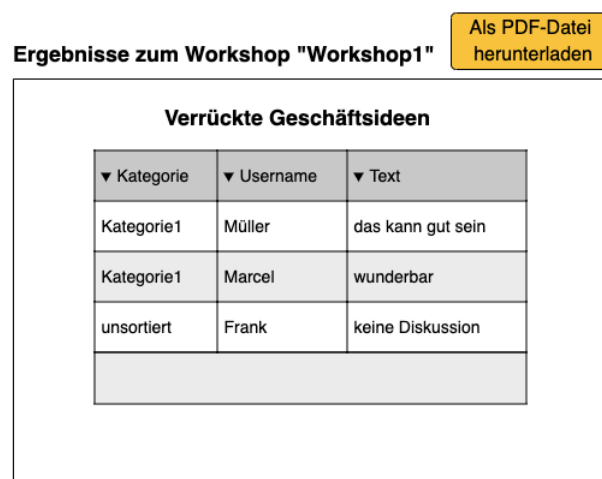 Als PDF-Datei
herunterladen
Ergebnisse zum Workshop "Workshop1"
Verrückte Geschäftsideen
▼ Kategorie ▼ Username ▼ Text
Kategorie1 Müller das kann gut sein
Kategorie1 Marcel wunderbar
unsortiert Frank keine Diskussion